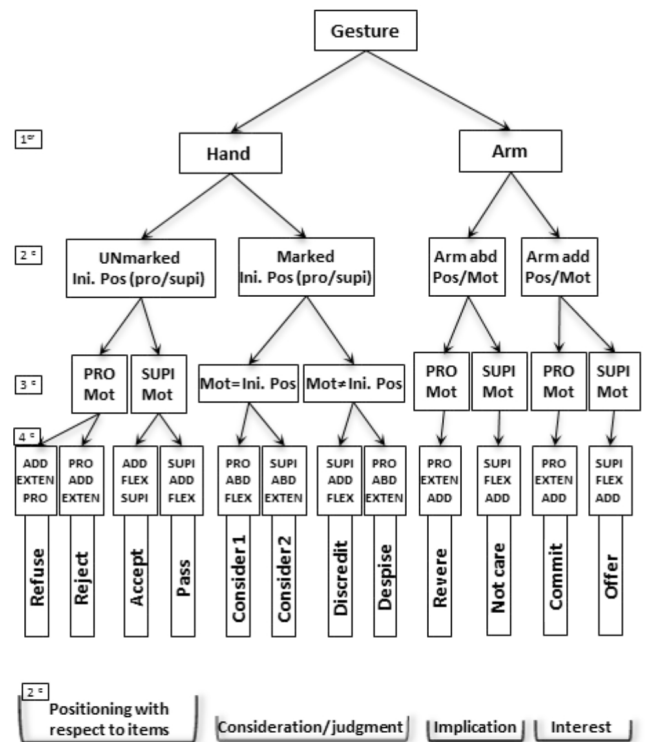 Gesture
1er
Hand
Arm
2 e
UNmarked
Ini. Pos (pro/supi)
Marked
Ini. Pos (pro/supi)
Arm abd
Pos/Mot
Arm add
Pos/Mot
3 e
PRO
Mot
SUPI
Mot
Mot=Ini. Pos
Mot≠Ini. Pos
PRO
Mot
SUPI
Mot
PRO
Mot
SUPI
Mot
4 e
ADD
EXTEN
PRO
PRO
ADD
EXTEN
ADD
FLEX
SUPI
SUPI
ADD
FLEX
PRO
ABD
FLEX
SUPI
ABD
EXTEN
SUPI
ADD
FLEX
PRO
ABD
EXTEN
PRO
EXTEN
ADD
SUPI
FLEX
ADD
PRO
EXTEN
ADD
SUPI
FLEX
ADD
Refuse
Reject
Accept
Pass
Consider1
Consider2
Discredit
Despise
Revere
Not care
Commit
Offer
2 e
Positioning with
respect to items
Consideration/judgment
Implication
Interest